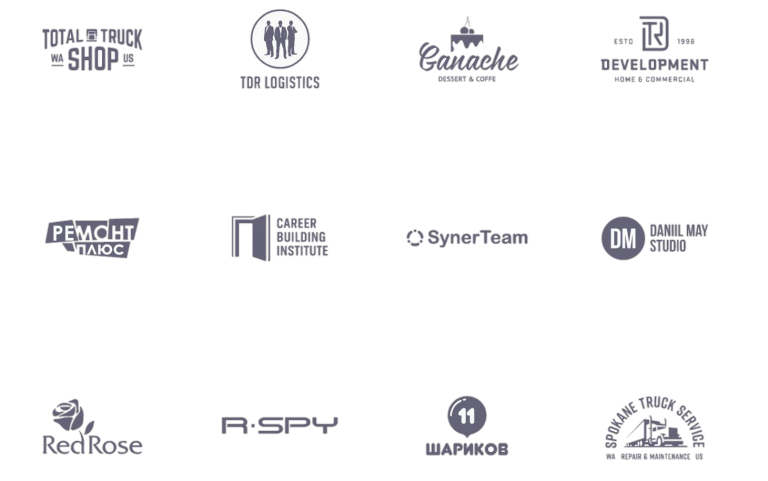 TOTAL TRUCK
WA SHOP US
TDR LOGISTICS
Ganache
DESSERT & COFFE
ESTD 1998
DEVELOPMENT
HOME & COMMERCIAL
РЕМОНТ
ПЛЮС
CAREER
BUILDING
INSTITUTE
SynerTeam
DM
DANIIL MAY
STUDIO
RedRose
R·SPY
11
ШАРИКОВ
SPOKANE TRUCK SERVICE
WA REPAIR & MAINTENANCE US